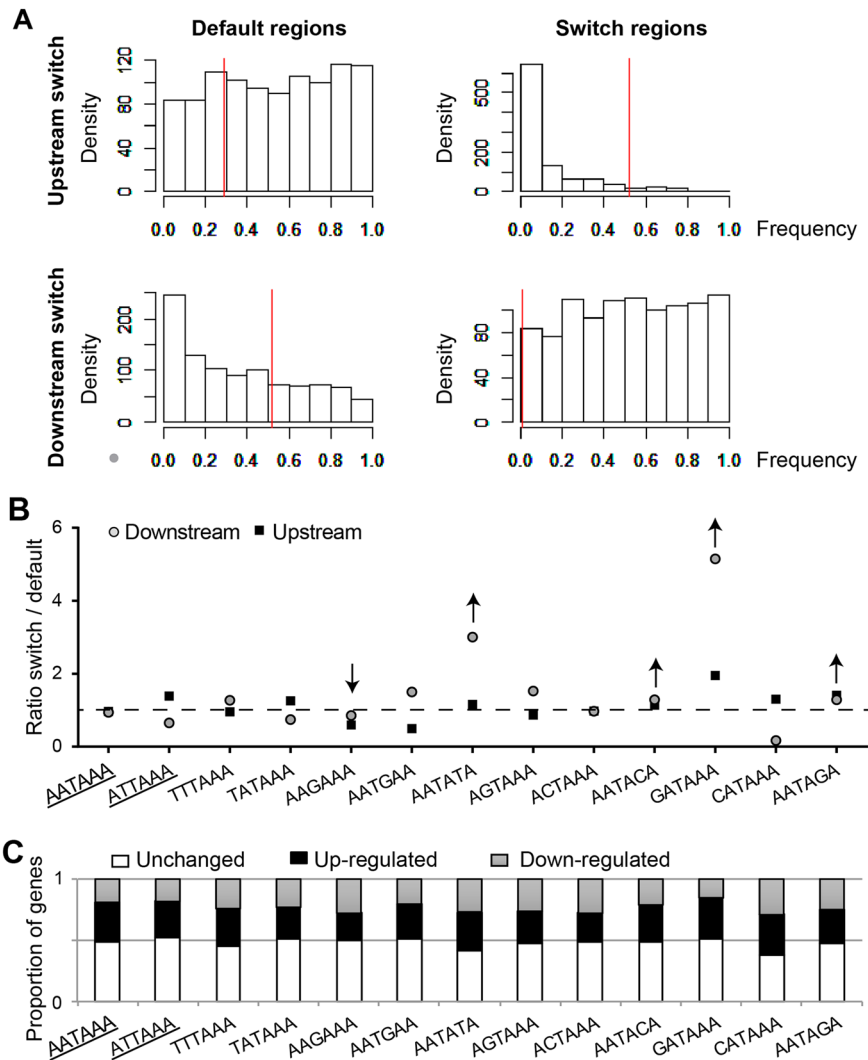 A
Default regions
Switch regions
Upstream switch
Density
0 40 80 120
0.0 0.2 0.4 0.6 0.8 1.0
Density
0 200 500
0.0 0.2 0.4 0.6 0.8 1.0 Frequency
Downstream switch
Density
0 100 200
0.0 0.2 0.4 0.6 0.8 1.0
Density
0 40 80
0.0 0.2 0.4 0.6 0.8 1.0 Frequency
B
Ratio switch / default
6
4
2
0
Downstream Upstream
AATAAA ATTAAA TTTAAA TATAAA AAGAAA AATGAA AATATA AGTAAA ACTAAA AATACA GATAAA CATAAA AATAGA
C
Unchanged Up-regulated Down-regulated
Proportion of genes
1
0
AATAAA ATTAAA TTTAAA TATAAA AAGAAA AATGAA AATATA AGTAAA ACTAAA AATACA GATAAA CATAAA AATAGA